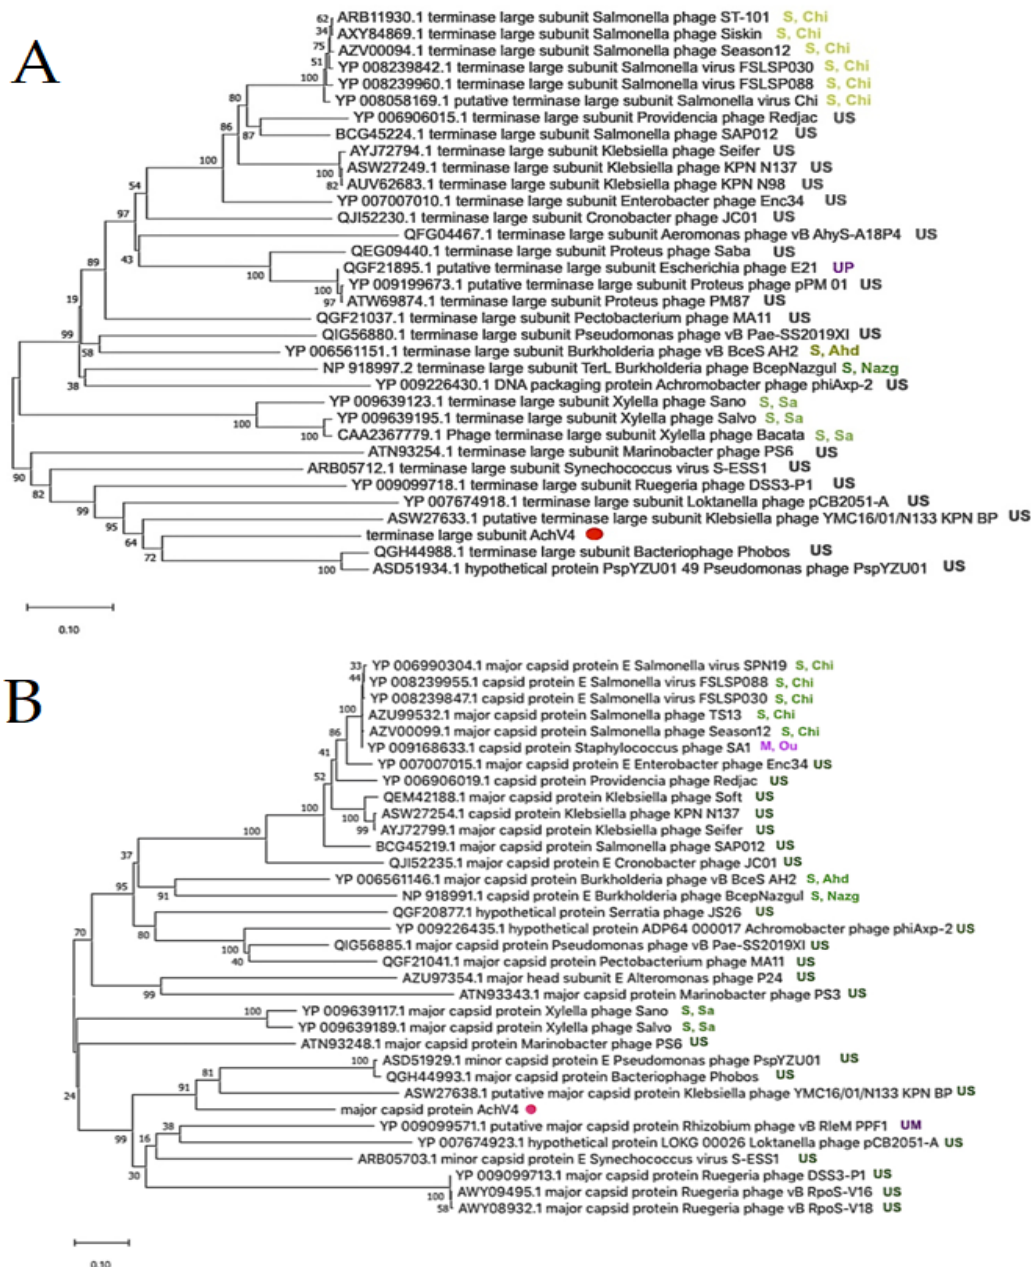 A
62 ARB11930.1 terminase large subunit Salmonella phage ST-101 S, Chi
34 AXY84869.1 terminase large subunit Salmonella phage Siskin S, Chi
75 AZV00094.1 terminase large subunit Salmonella phage Season12 S, Chi
51 YP 008239842.1 terminase large subunit Salmonella virus FSLSP030 S, Chi
100 YP 008239960.1 terminase large subunit Salmonella virus FSLSP088 S, Chi
80 YP 008058169.1 putative terminase large subunit Salmonella virus Chi S, Chi
YP 006906015.1 terminase large subunit Providencia phage Redjac US
86 87 BCG45224.1 terminase large subunit Salmonella phage SAP012 US
AYJ72794.1 terminase large subunit Klebsiella phage Seifer US
100 100 ASW27249.1 terminase large subunit Klebsiella phage KPN N137 US
54 82 AUV62683.1 terminase large subunit Klebsiella phage KPN N98 US
YP 007007010.1 terminase large subunit Enterobacter phage Enc34 US
97 QJI52230.1 terminase large subunit Cronobacter phage JC01 US
QFG04467.1 terminase large subunit Aeromonas phage vB AhyS-A18P4 US
43 QEG09440.1 terminase large subunit Proteus phage Saba US
89 100 QGF21895.1 putative terminase large subunit Escherichia phage E21 UP
100 YP 009199673.1 putative terminase large subunit Proteus phage pPM 01 US
19 97 ATW69874.1 terminase large subunit Proteus phage PM87 US
QGF21037.1 terminase large subunit Pectobacterium phage MA11 US
99 QIG56880.1 terminase large subunit Pseudomonas phage vB Pae-SS2019XI US
58 YP 006561151.1 terminase large subunit Burkholderia phage vB BceS AH2 S, Ahd
NP 918997.2 terminase large subunit TerL Burkholderia phage BcepNazgul S, Nazg
38 YP 009226430.1 DNA packaging protein Achromobacter phage phiAxp-2 US
YP 009639123.1 terminase large subunit Xylella phage Sano S, Sa
100 YP 009639195.1 terminase large subunit Xylella phage Salvo S, Sa
100 CAA2367779.1 Phage terminase large subunit Xylella phage Bacata S, Sa
ATN93254.1 terminase large subunit Marinobacter phage PS6 US
90 ARB05712.1 terminase large subunit Synechococcus virus S-ESS1 US
82 YP 009099718.1 terminase large subunit Ruegeria phage DSS3-P1 US
99 YP 007674918.1 terminase large subunit Loktanella phage pCB2051-A US
95 ASW27633.1 putative terminase large subunit Klebsiella phage YMC16/01/N133 KPN BP US
64 terminase large subunit AchV4
72 QGH44988.1 terminase large subunit Bacteriophage Phobos US
100 ASD51934.1 hypothetical protein PspYZU01 49 Pseudomonas phage PspYZU01 US
0.10
B
33 YP 006990304.1 major capsid protein E Salmonella virus SPN19 S, Chi
44 YP 008239955.1 capsid protein E Salmonella virus FSLSP088 S, Chi
YP 008239847.1 capsid protein E Salmonella virus FSLSP030 S, Chi
100 AZU99532.1 major capsid protein Salmonella phage TS13 S, Chi
86 AZV00099.1 major capsid protein Salmonella phage Season12 S, Chi
41 YP 009168633.1 capsid protein Staphylococcus phage SA1 M, Ou
YP 007007015.1 major capsid protein E Enterobacter phage Enc34 US
52 YP 006906019.1 capsid protein Providencia phage Redjac US
QEM42188.1 major capsid protein Klebsiella phage Soft US
100 100 ASW27254.1 capsid protein Klebsiella phage KPN N137 US
100 99 AYJ72799.1 major capsid protein Klebsiella phage Seifer US
BCG45219.1 major capsid protein Salmonella phage SAP012 US
37 QJI52235.1 major capsid protein E Cronobacter phage JC01 US
95 YP 006561146.1 major capsid protein Burkholderia phage vB BceS AH2 S, Ahd
91 NP 918991.1 capsid protein E Burkholderia phage BcepNazgul S, Nazg
QGF20877.1 hypothetical protein Serratia phage JS26 US
70 80 YP 009226435.1 hypothetical protein ADP64 000017 Achromobacter phage phiAxp-2 US
100 QIG56885.1 major capsid protein Pseudomonas phage vB Pae-SS2019XI US
40 QGF21041.1 major capsid protein Pectobacterium phage MA11 US
AZU97354.1 major head subunit E Alteromonas phage P24 US
99 ATN93343.1 major capsid protein Marinobacter phage PS3 US
100 YP 009639117.1 major capsid protein Xylella phage Sano S, Sa
YP 009639189.1 major capsid protein Xylella phage Salvo S, Sa
ATN93248.1 major capsid protein Marinobacter phage PS6 US
100 ASD51929.1 minor capsid protein E Pseudomonas phage PspYZU01 US
81 QGH44993.1 major capsid protein Bacteriophage Phobos US
24 91 ASW27638.1 putative major capsid protein Klebsiella phage YMC16/01/N133 KPN BP US
major capsid protein AchV4
99 16 38 YP 009099571.1 putative major capsid protein Rhizobium phage vB RleM PPF1 UM
YP 007674923.1 hypothetical protein LOKG 00026 Loktanella phage pCB2051-A US
30 ARB05703.1 minor capsid protein E Synechococcus virus S-ESS1 US
YP 009099713.1 major capsid protein Ruegeria phage DSS3-P1 US
100 AWY09495.1 major capsid protein Ruegeria phage vB RpoS-V16 US
58 AWY08932.1 major capsid protein Ruegeria phage vB RpoS-V18 US
0.10